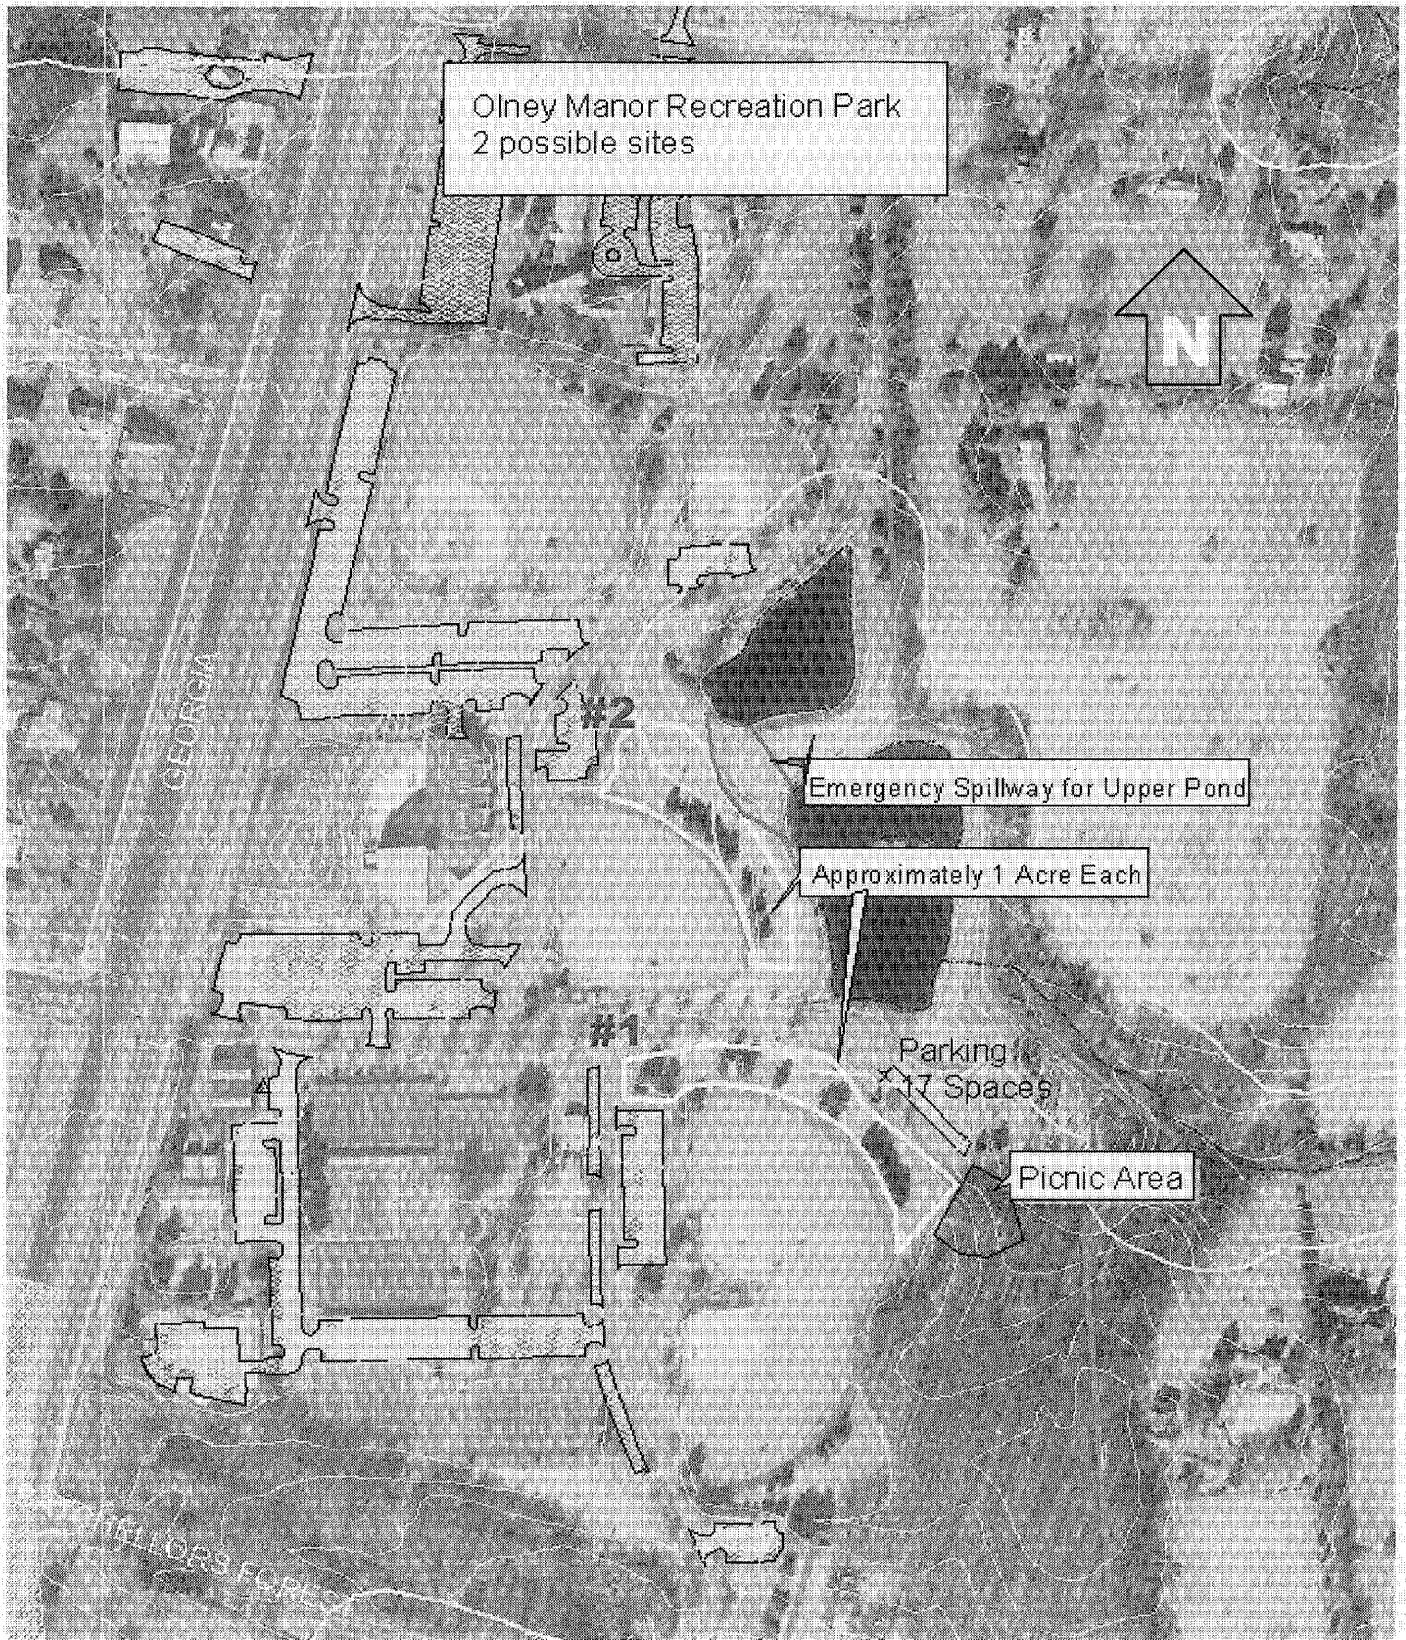 Olney Manor Recreation Park
2 possible sites
N
GEORGIA
#2
Emergency Spillway for Upper Pond
Approximately 1 Acre Each
#1
Parking
17 Spaces
Picnic Area